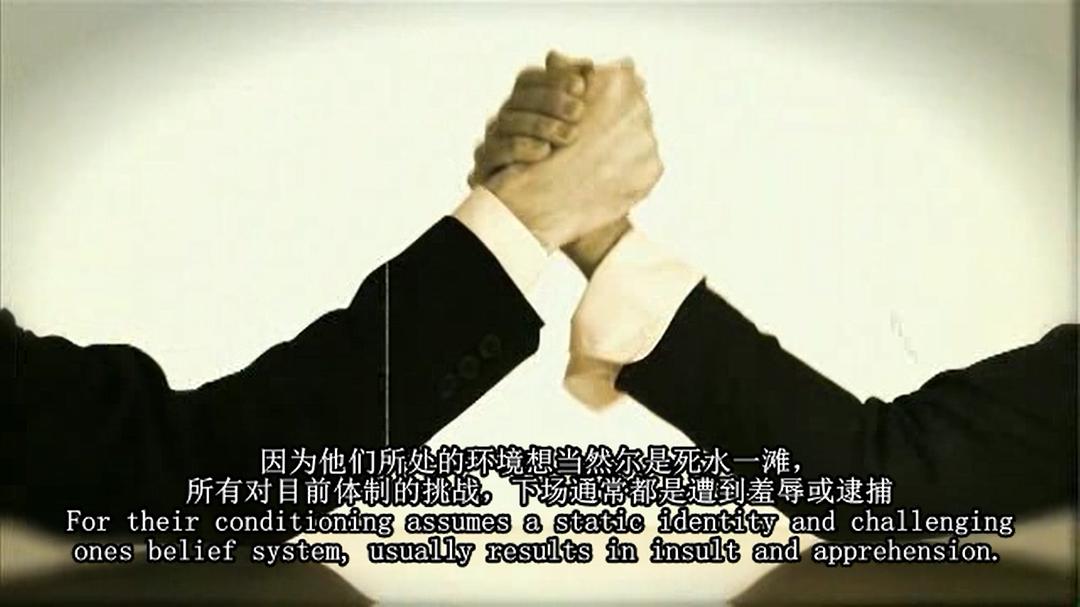 因为他们所处的环境想当然尔是死水一滩，
所有对目前体制的挑战，下场通常都是遭到羞辱或逮捕
For their conditioning assumes a static identity and challenging
ones belief system, usually results in insult and apprehension.